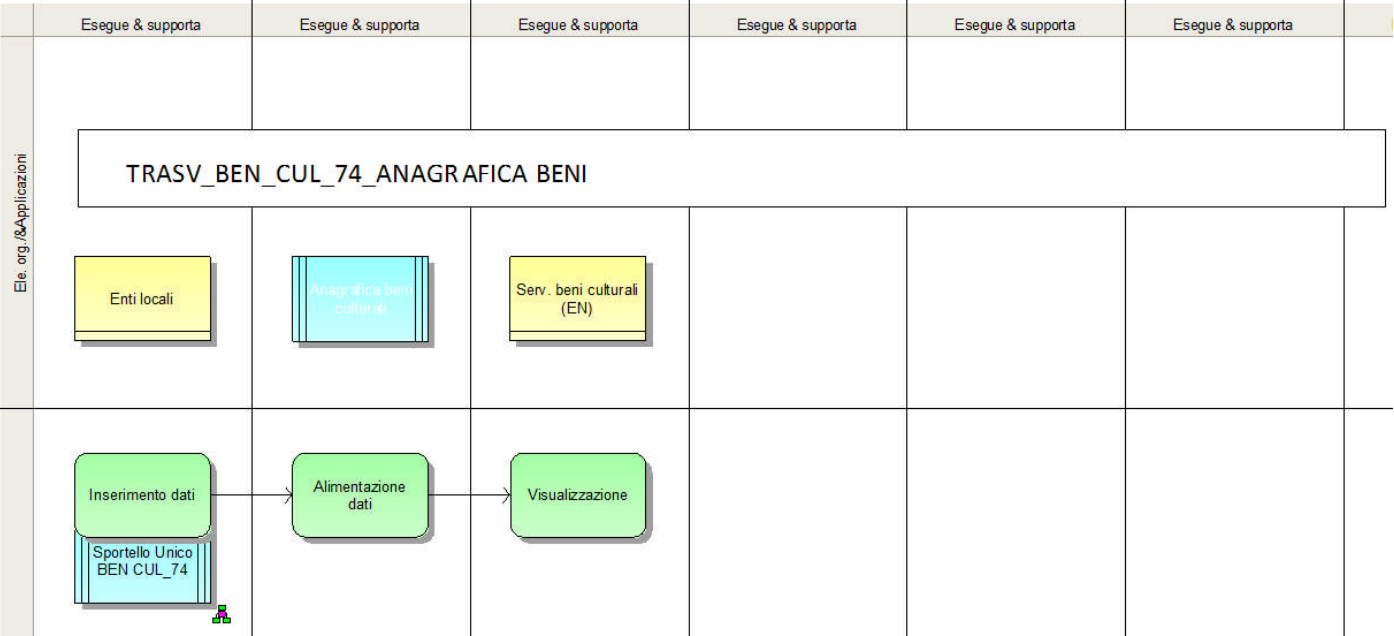 Esegue & supporta
Esegue & supporta
Esegue & supporta
Esegue & supporta
Esegue & supporta
Esegue & supporta
Ele. org./&Applicazioni
TRASV_BEN_CUL_74_ANAGRAFICA BENI
Enti locali
Anagrafica beni
culturali
Serv. beni culturali
(EN)
Inserimento dati
Alimentazione
dati
Visualizzazione
Sportello Unico
BEN CUL_74